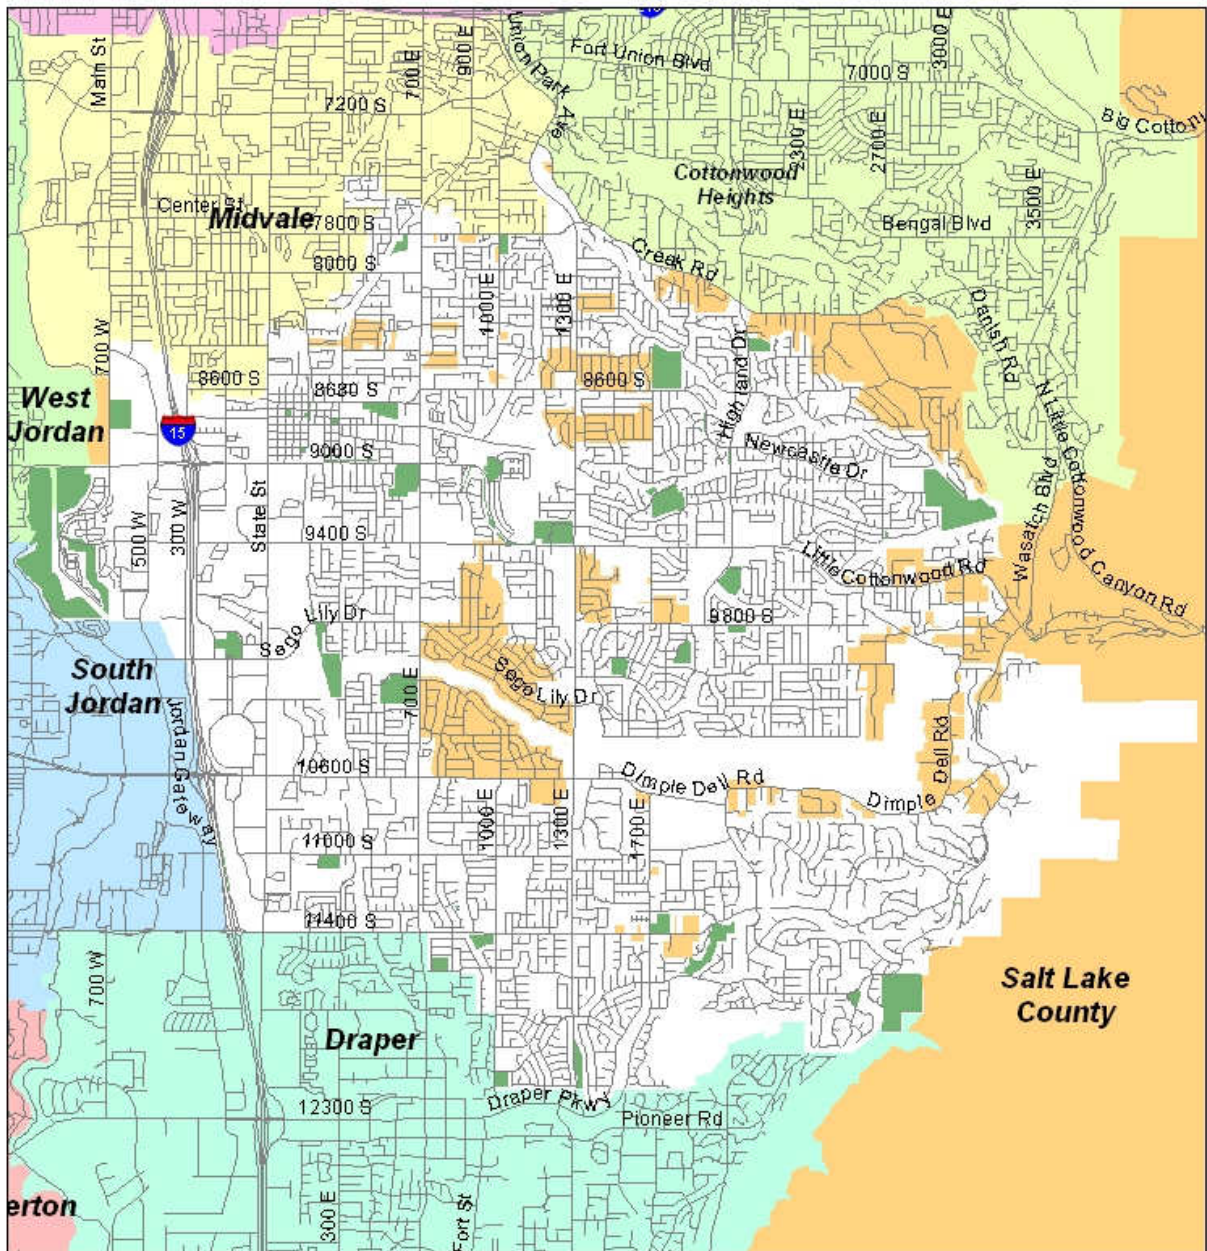 Union Park Ave
Fort Union Blvd
3000 E
7000 S
Main St
700 E
900 E
7200 S
2300 E
2700 E
Big Cotton
Cottonwood
Heights
Center St
Midvale
7800 S
3500 E
Bengal Blvd
8000 S
Creek Rd
1000 E
1300 E
Danish Rd
700 W
8600 S
8680 S
8600 S
Highland Dr
West
Jordan
15
N Little Cottonwood Canyon Rd
9000 S
Newcastle Dr
Wasatch Blvd
State St
500 W
300 W
9400 S
Little Cottonwood Rd
Sego Lily Dr
9800 S
South
Jordan
700 E
Sego Lily Dr
Jordan Gateway
10600 S
Dimple Dell Rd
Dimple Dell Rd
1000 E
1300 E
1700 E
11000 S
11400 S
700 W
Salt Lake
County
Draper
12300 S
Draper Pkwy
Pioneer Rd
erton
300 E
Fort St